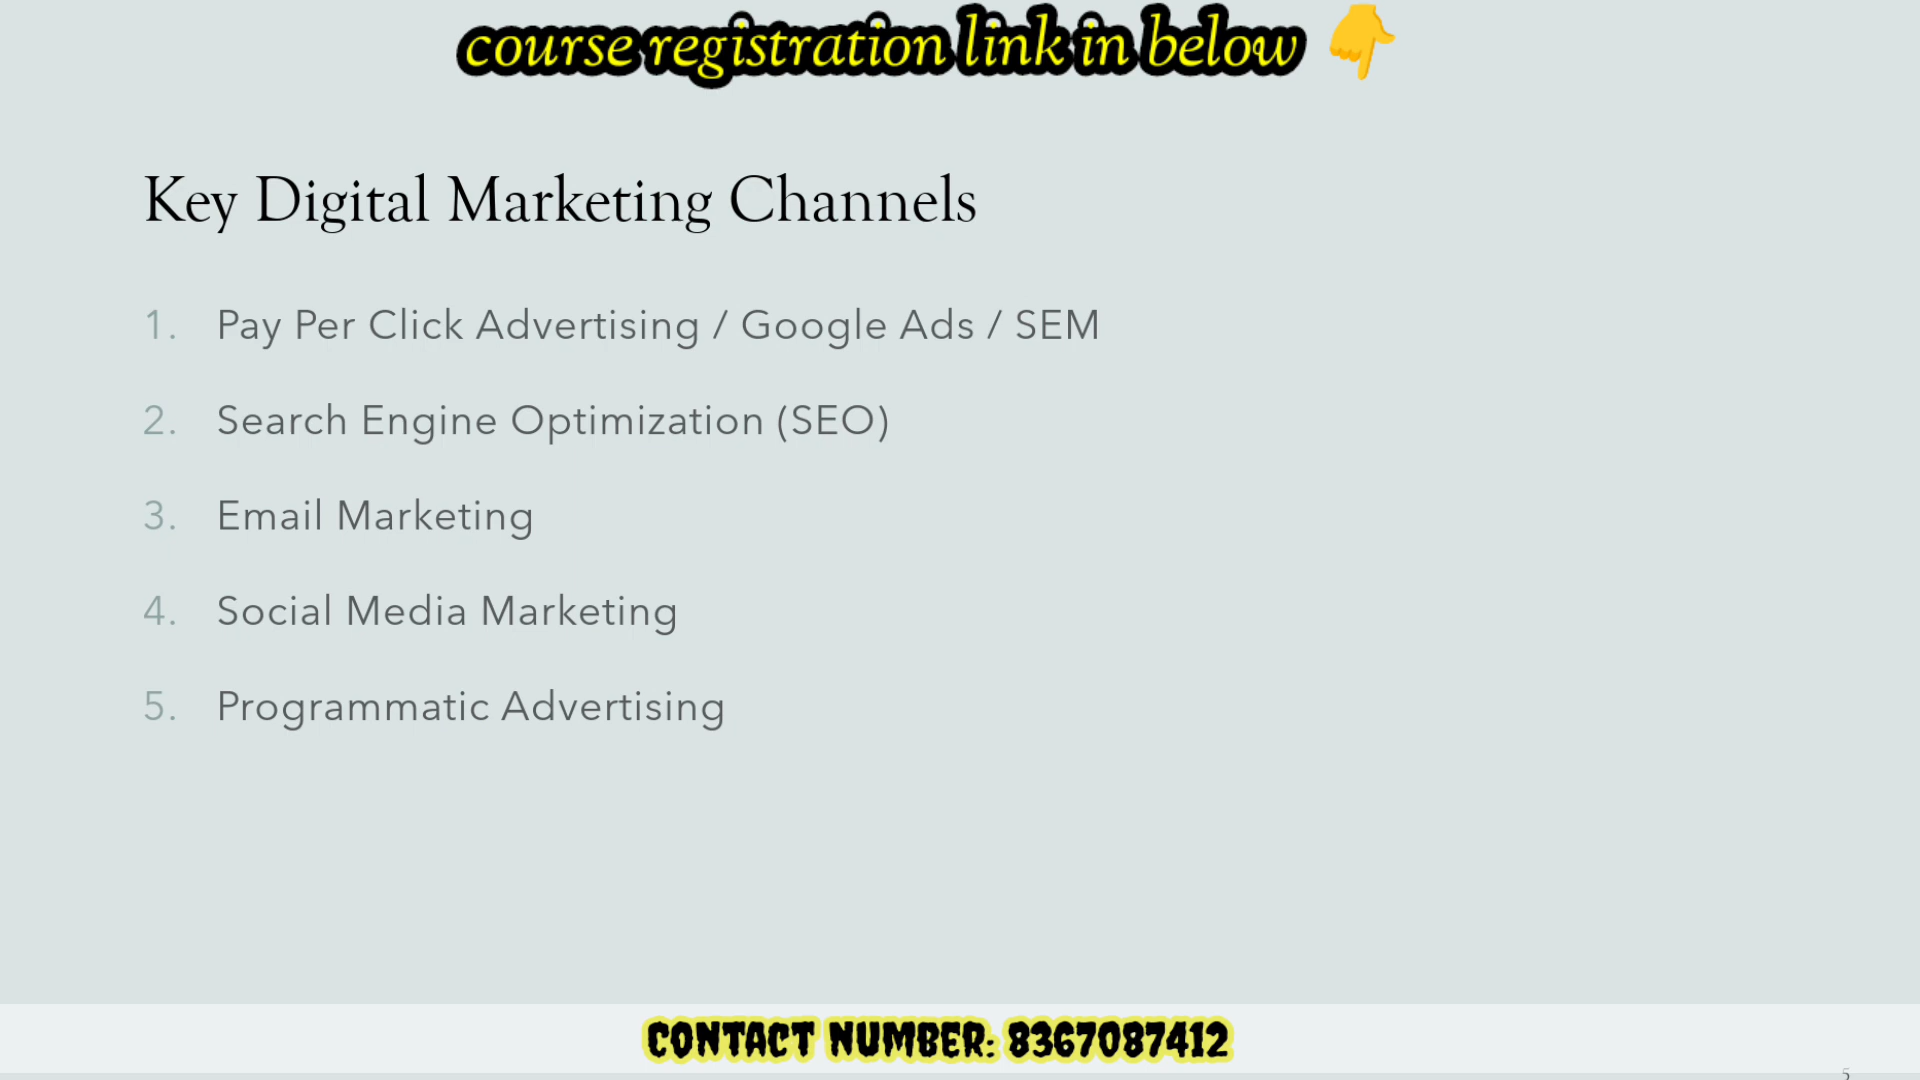 course registration link in below 👇
Key Digital Marketing Channels
1. Pay Per Click Advertising / Google Ads / SEM
2. Search Engine Optimization (SEO)
3. Email Marketing
4. Social Media Marketing
5. Programmatic Advertising
CONTACT NUMBER: 8367087412
5